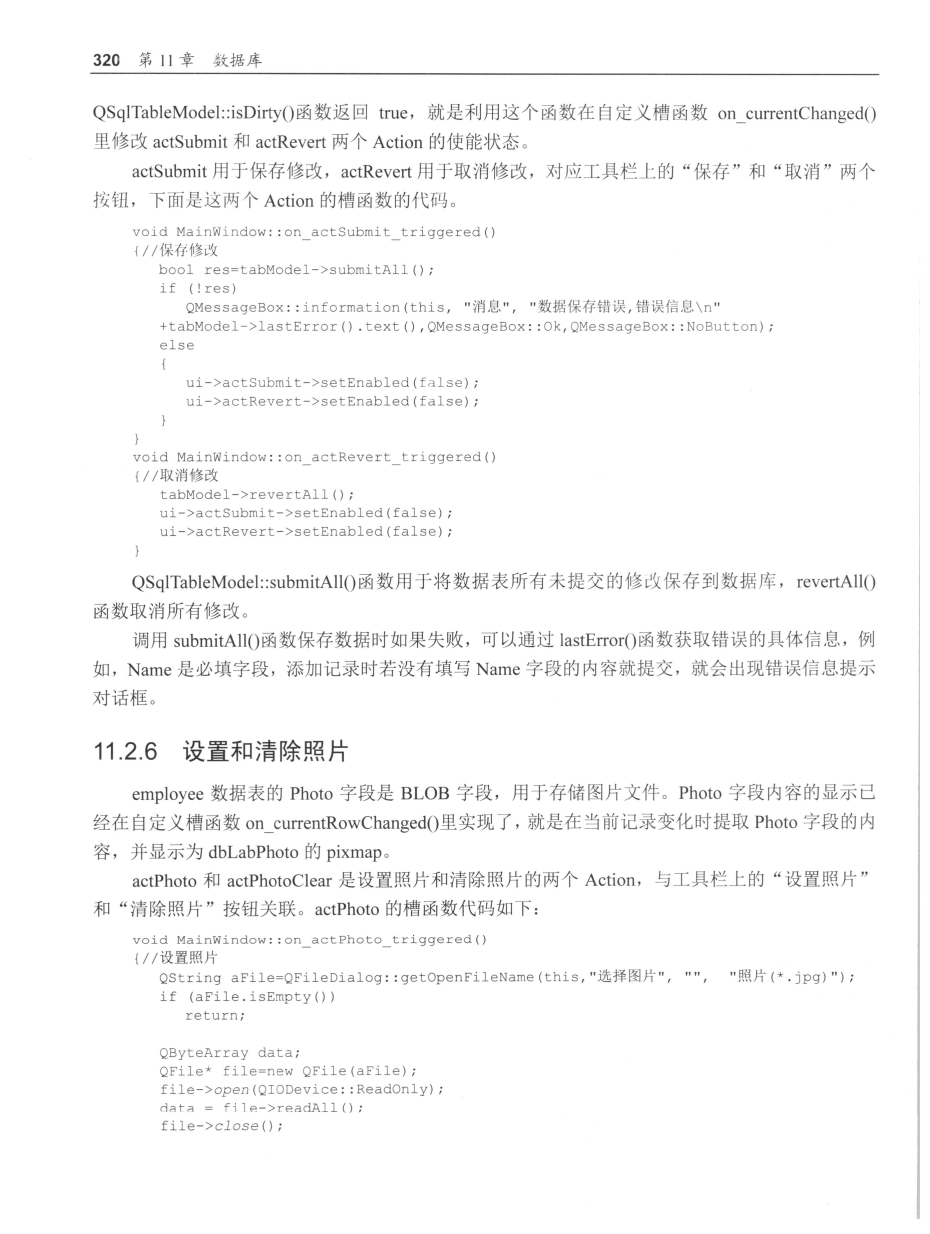 320 第 11 章 数据库
QSqlTableModel::isDirty()函数返回 true，就是利用这个函数在自定义槽函数 on_currentChanged()
里修改 actSubmit 和 actRevert 两个 Action 的使能状态。
actSubmit 用于保存修改，actRevert 用于取消修改，对应工具栏上的“保存”和“取消”两个
按钮，下面是这两个 Action 的槽函数的代码。
void MainWindow::on_actSubmit_triggered()
{//保存修改
bool res=tabModel->submitAll();
if (!res)
QMessageBox::information(this, "消息", "数据保存错误,错误信息\n"
+tabModel->lastError().text(),QMessageBox::Ok,QMessageBox::NoButton);
else
{
ui->actSubmit->setEnabled(false);
ui->actRevert->setEnabled(false);
}
}
void MainWindow::on_actRevert_triggered()
{//取消修改
tabModel->revertAll();
ui->actSubmit->setEnabled(false);
ui->actRevert->setEnabled(false);
}
QSqlTableModel::submitAll()函数用于将数据表所有未提交的修改保存到数据库，revertAll()
函数取消所有修改。
调用 submitAll()函数保存数据时如果失败，可以通过 lastError()函数获取错误的具体信息，例
如，Name 是必填字段，添加记录时若没有填写 Name 字段的内容就提交，就会出现错误信息提示
对话框。
11.2.6 设置和清除照片
employee 数据表的 Photo 字段是 BLOB 字段，用于存储图片文件。Photo 字段内容的显示已
经在自定义槽函数 on_currentRowChanged()里实现了，就是在当前记录变化时提取 Photo 字段的内
容，并显示为 dbLabPhoto 的 pixmap。
actPhoto 和 actPhotoClear 是设置照片和清除照片的两个 Action，与工具栏上的“设置照片”
和“清除照片”按钮关联。actPhoto 的槽函数代码如下：
void MainWindow::on_actPhoto_triggered()
{//设置照片
QString aFile=QFileDialog::getOpenFileName(this,"选择图片", "", "照片(*.jpg)");
if (aFile.isEmpty())
return;
QByteArray data;
QFile* file=new QFile(aFile);
file->open(QIODevice::ReadOnly);
data = file->readAll();
file->close();